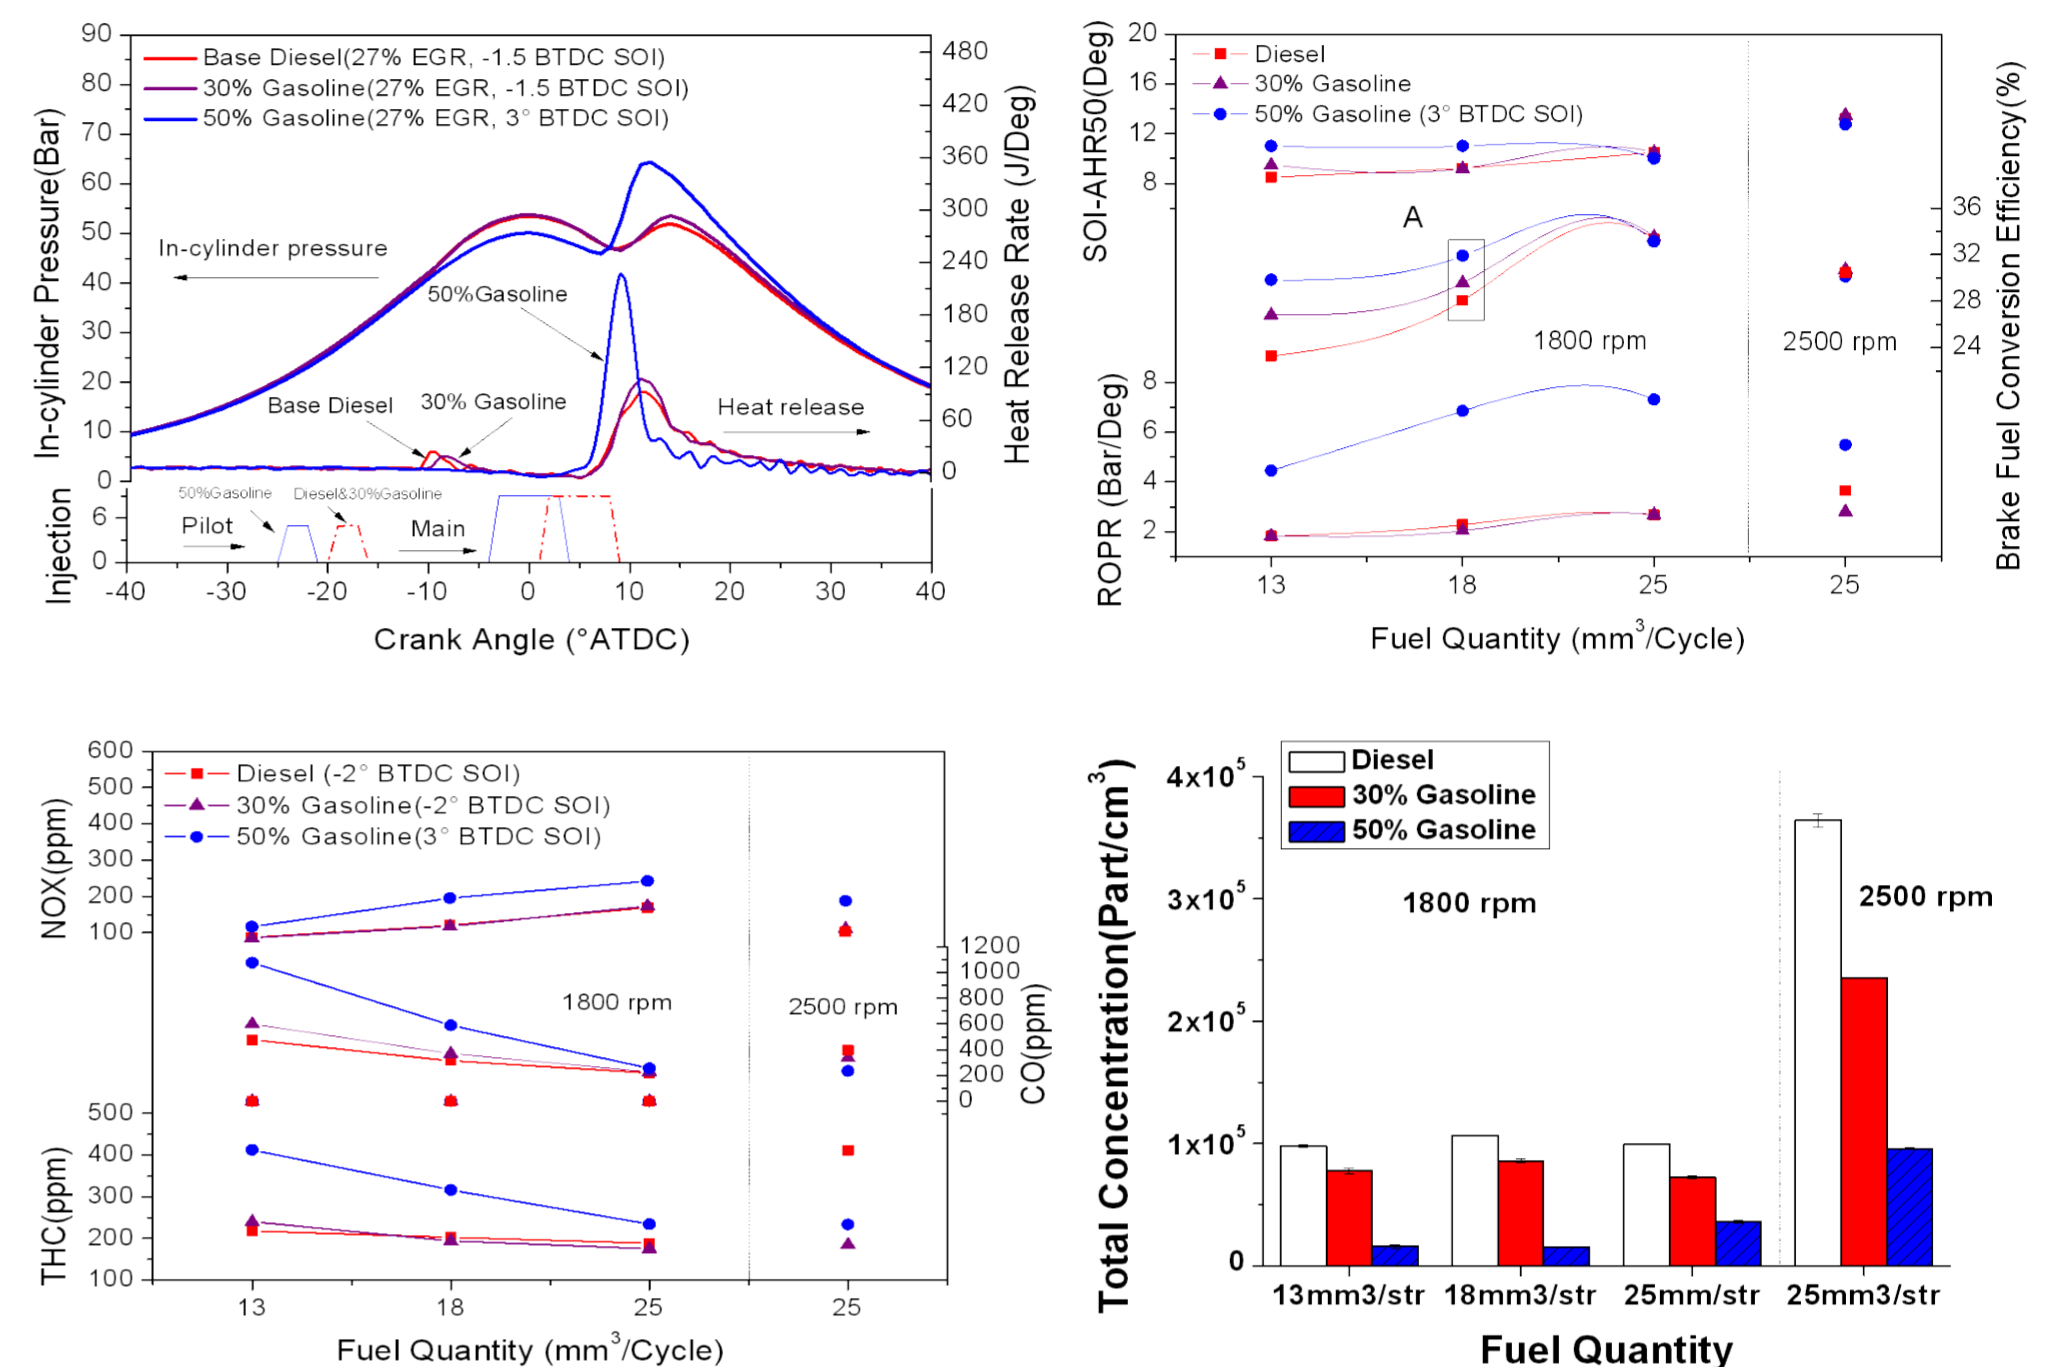 In-cylinder Pressure(Bar)
90
80
70
60
50
40
30
20
10
0
Base Diesel(27% EGR, -1.5 BTDC SOI)
30% Gasoline(27% EGR, -1.5 BTDC SOI)
50% Gasoline(27% EGR, 3° BTDC SOI)
In-cylinder pressure
50%Gasoline
Base Diesel
30% Gasoline
Heat release
480
420
360
300
240
180
120
60
0
Heat Release Rate (J/Deg)
Injection
6
0
50%Gasoline
Diesel&30%Gasoline
Pilot
Main
-40
-30
-20
-10
0
10
20
30
40
Crank Angle (°ATDC)
SOI-AHR50(Deg)
20
16
12
8
Diesel
30% Gasoline
50% Gasoline (3° BTDC SOI)
A
1800 rpm
2500 rpm
36
32
28
24
Brake Fuel Conversion Efficiency(%)
ROPR (Bar/Deg)
8
6
4
2
13
18
25
25
Fuel Quantity (mm³/Cycle)
NOX(ppm)
600
500
400
300
200
100
Diesel (-2° BTDC SOI)
30% Gasoline(-2° BTDC SOI)
50% Gasoline(3° BTDC SOI)
1800 rpm
2500 rpm
1200
1000
800
600
400
200
0
CO(ppm)
THC(ppm)
500
400
300
200
100
13
18
25
25
Fuel Quantity (mm³/Cycle)
Total Concentration(Part/cm³)
4x10⁵
3x10⁵
2x10⁵
1x10⁵
0
Diesel
30% Gasoline
50% Gasoline
1800 rpm
2500 rpm
13mm3/str
18mm3/str
25mm/str
25mm3/str
Fuel Quantity